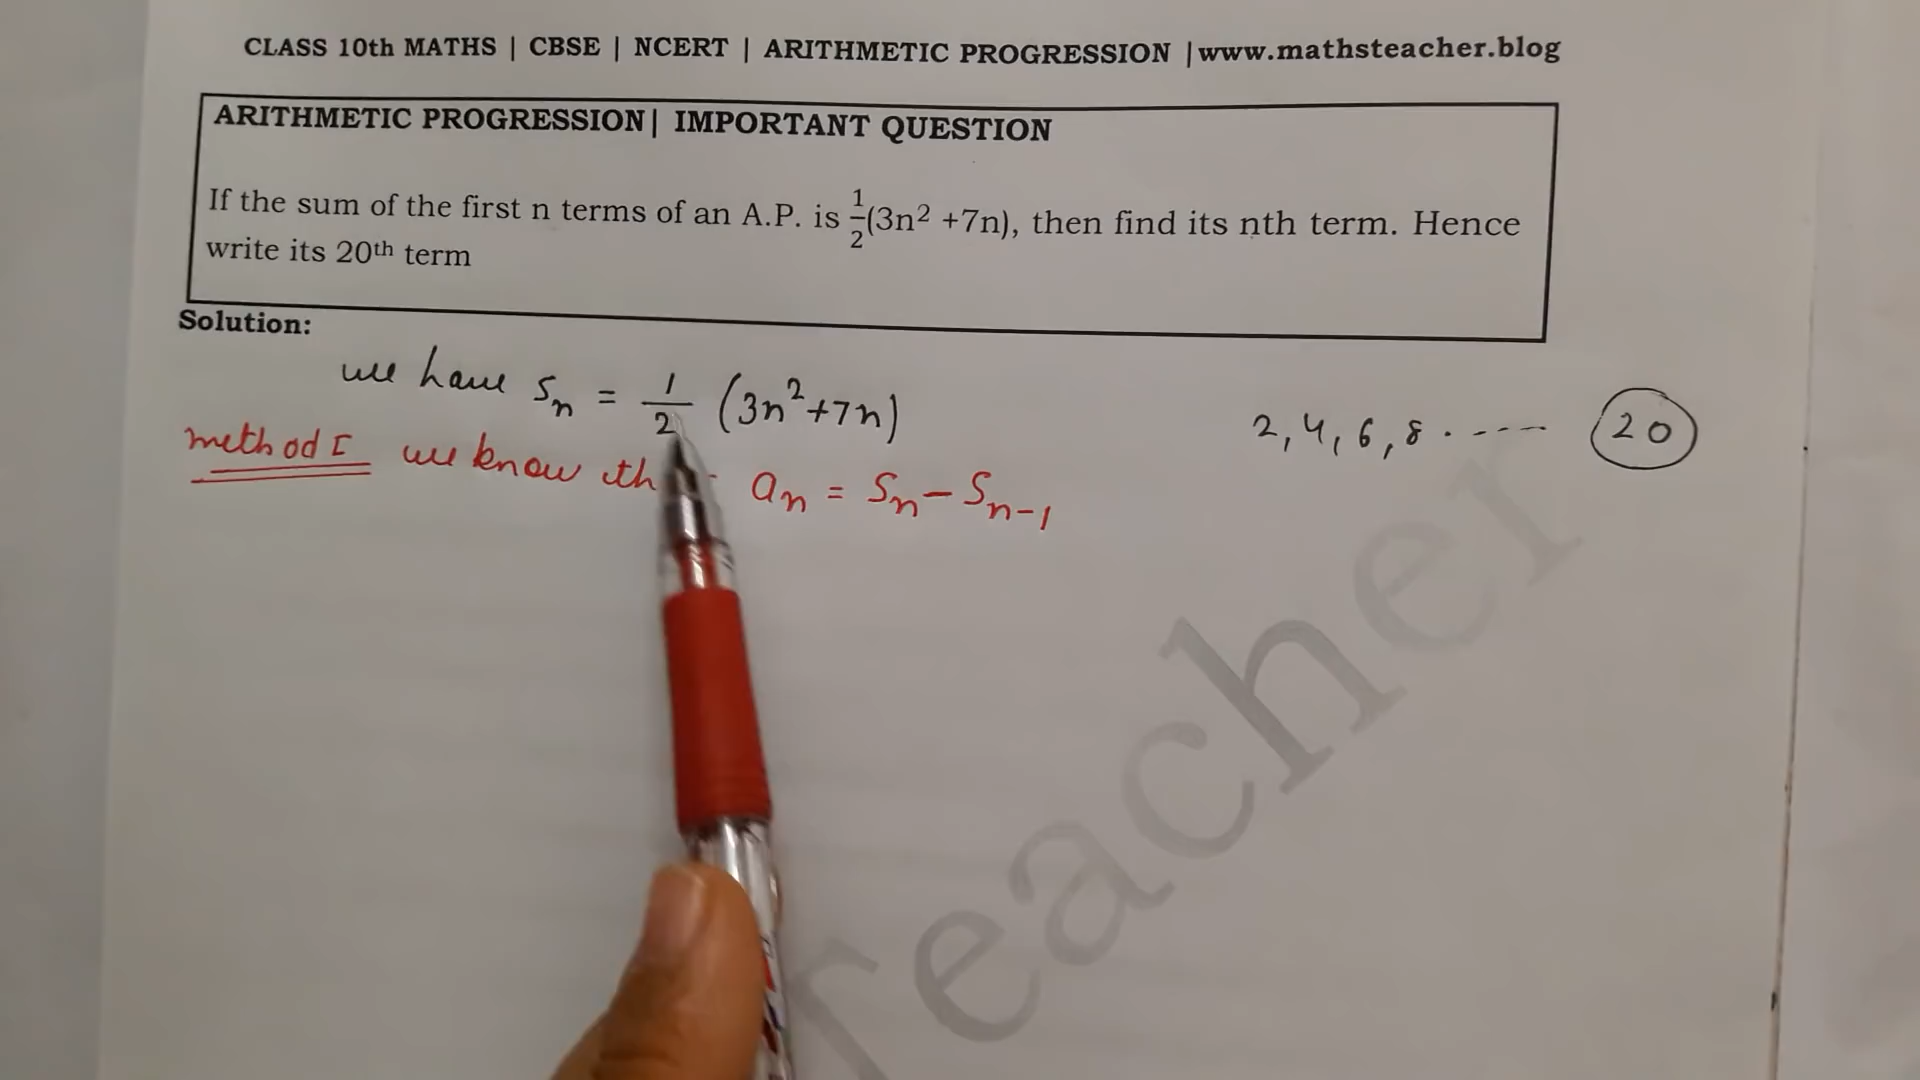 CLASS 10th MATHS | CBSE | NCERT | ARITHMETIC PROGRESSION |www.mathsteacher.blog
ARITHMETIC PROGRESSION| IMPORTANT QUESTION
If the sum of the first n terms of an A.P. is 1/2(3n² +7n), then find its nth term. Hence
write its 20th term
Solution:
we have Sn = 1/2 (3n²+7n)
2, 4, 6, 8 . ---- 20
method I we know an = Sn - Sn-1
eacher